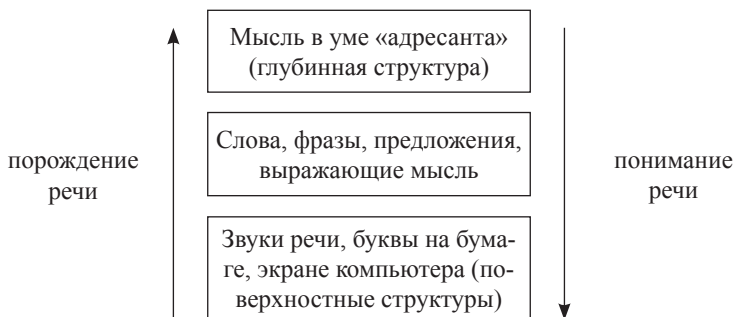 Мысль в уме «адресанта»
(глубинная структура)
порождение
речи
Слова, фразы, предложения,
выражающие мысль
понимание
речи
Звуки речи, буквы на бума-
ге, экране компьютера (по-
верхностные структуры)